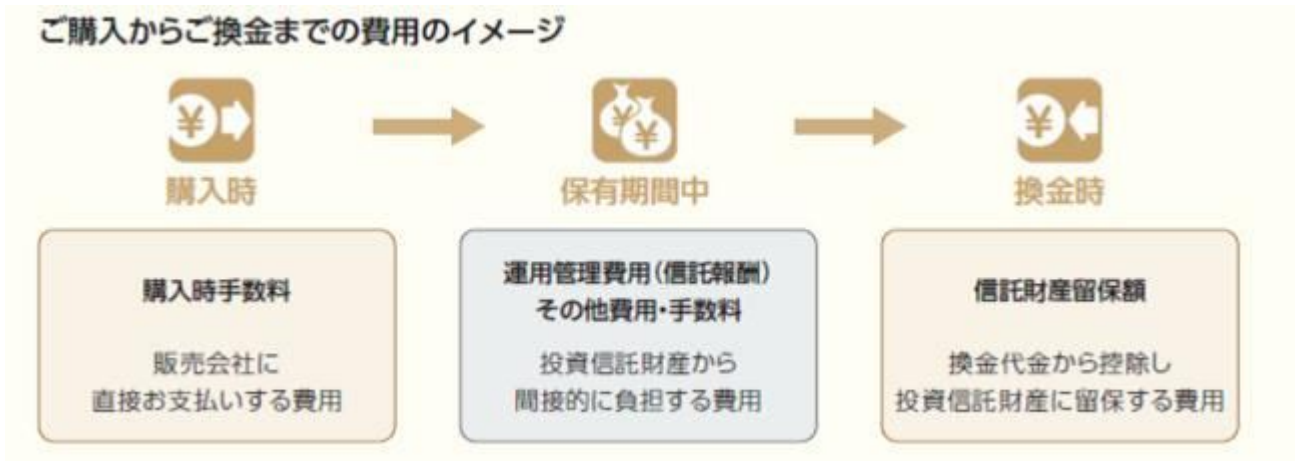 ご購入からご換金までの費用のイメージ
¥
購入時
購入時手数料
販売会社に
直接お支払いする費用
¥
¥
保有期間中
運用管理費用(信託報酬)
その他費用・手数料
投資信託財産から
間接的に負担する費用
¥
換金時
信託財産留保額
換金代金から控除し
投資信託財産に留保する費用